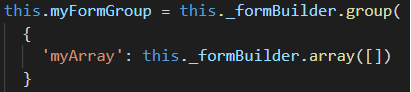 this.myFormGroup = this._formBuilder.group(
  {
    'myArray': this._formBuilder.array([])
  }